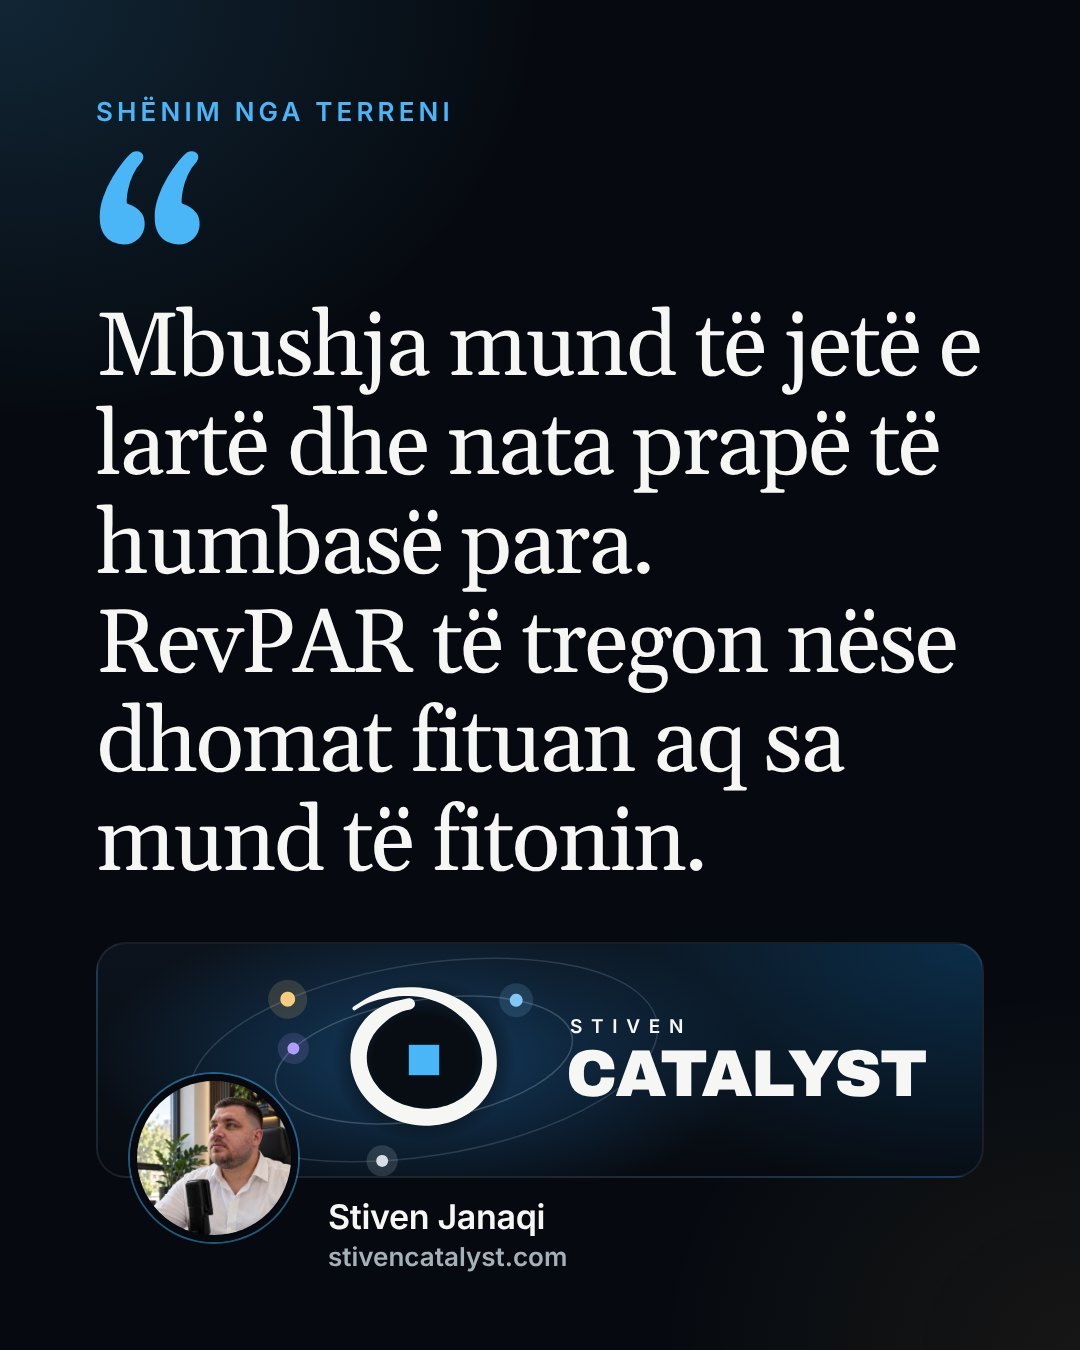 SHËNIM NGA TERRENI
“
Mbushja mund të jetë e
lartë dhe nata prapë të
humbasë para.
RevPAR të tregon nëse
dhomat fituan aq sa
mund të fitonin.
STIVEN
CATALYST
Stiven Janaqi
stivencatalyst.com